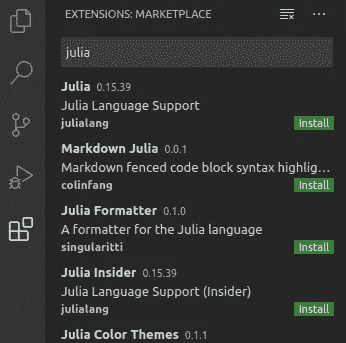 EXTENSIONS: MARKETPLACE
julia
Julia 0.15.39
Julia Language Support
julialang Install
Markdown Julia 0.0.1
Markdown fenced code block syntax highlig...
colinfang Install
Julia Formatter 0.1.0
A formatter for the Julia language
singularitti Install
Julia Insider 0.15.39
Julia Language Support (Insider)
julialang Install
Julia Color Themes 0.1.1